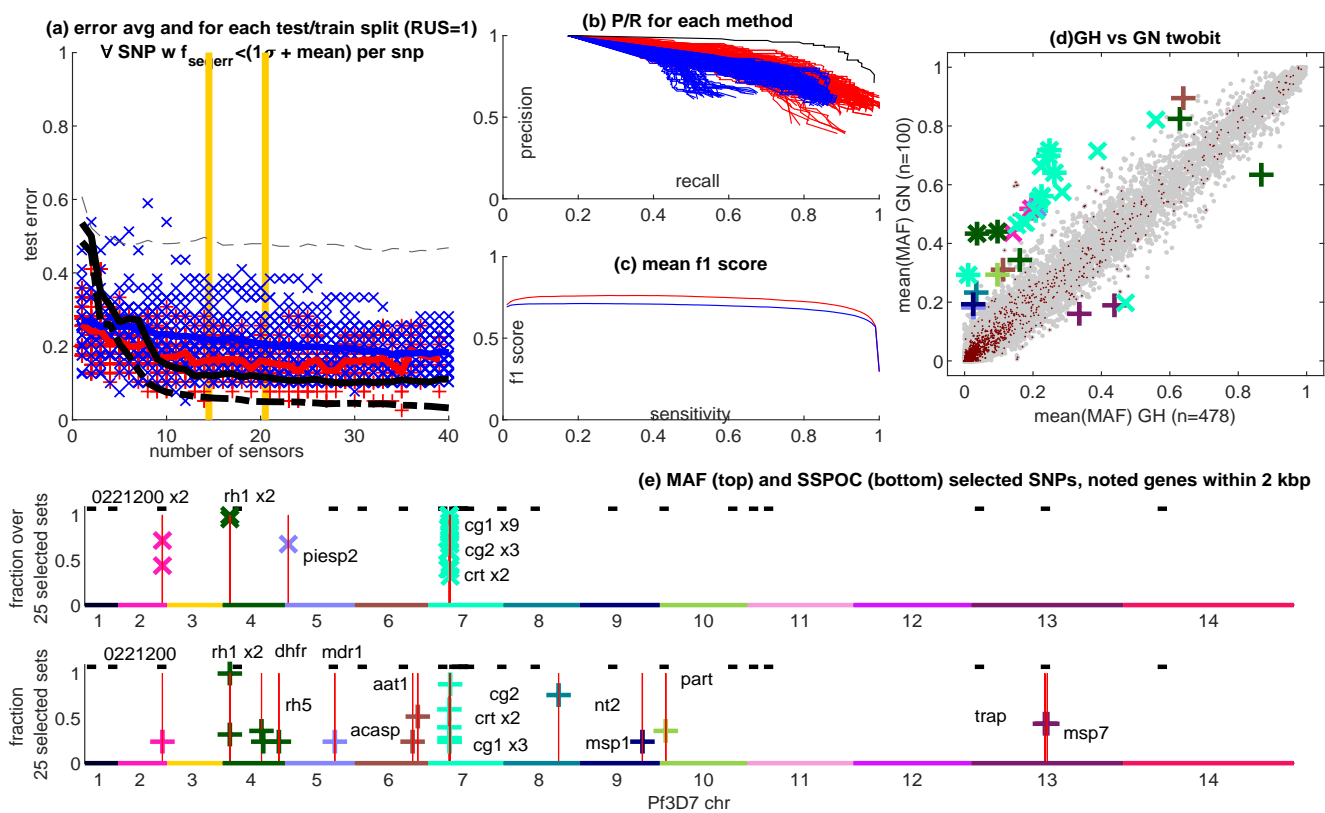 (a) error avg and for each test/train split (RUS=1)
∀ SNP w f_segerr <(1σ + mean) per snp
1
0.8
0.6
0.4
0.2
0
test error
0
10
20
30
40
number of sensors
(b) P/R for each method
1
0.5
0
precision
recall
0
0.2
0.4
0.6
0.8
1
(c) mean f1 score
1
0.5
0
f1 score
sensitivity
0
0.2
0.4
0.6
0.8
1
(d)GH vs GN twobit
1
0.8
0.6
0.4
0.2
0
mean(MAF) GN (n=100)
0
0.2
0.4
0.6
0.8
1
mean(MAF) GH (n=478)
(e) MAF (top) and SSPOC (bottom) selected SNPs, noted genes within 2 kbp
0221200 x2
rh1 x2
piesp2
cg1 x9
cg2 x3
crt x2
fraction over
25 selected sets
1
0.5
0
1 2 3 4 5 6 7 8 9 10 11 12 13 14
0221200
rh1 x2
dhfr
mdr1
rh5
aat1
acasp
cg2
crt x2
cg1 x3
nt2
msp1
part
trap
msp7
fraction
25 selected sets
1
0.5
0
1 2 3 4 5 6 7 8 9 10 11 12 13 14
Pf3D7 chr